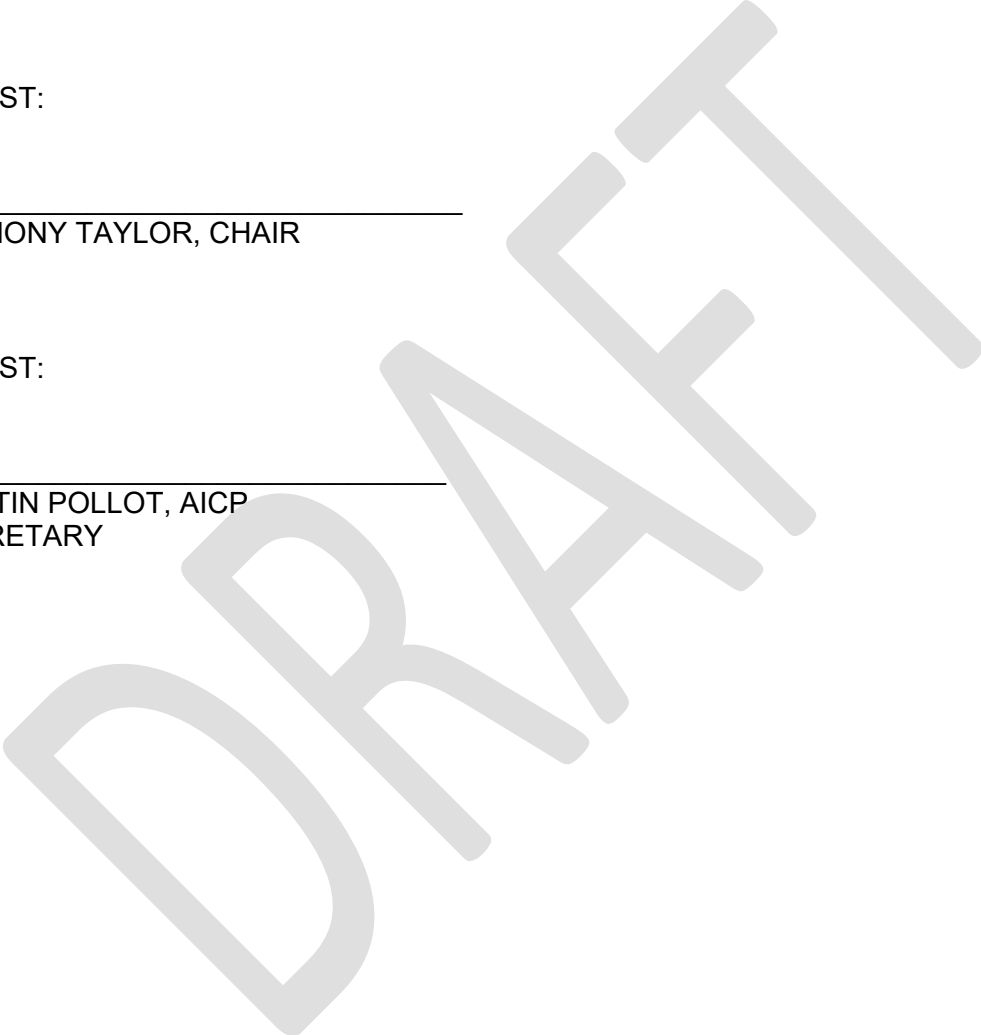 ST:
IONY TAYLOR, CHAIR
ST:
TIN POLLOT, AICP
RETARY
DRAFT